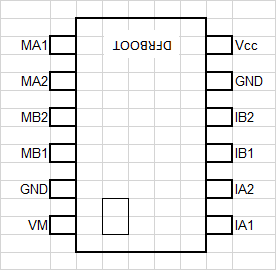 DFRBOOT
MA1
Vcc
MA2
GND
MB2
IB2
MB1
IB1
GND
IA2
VM
IA1